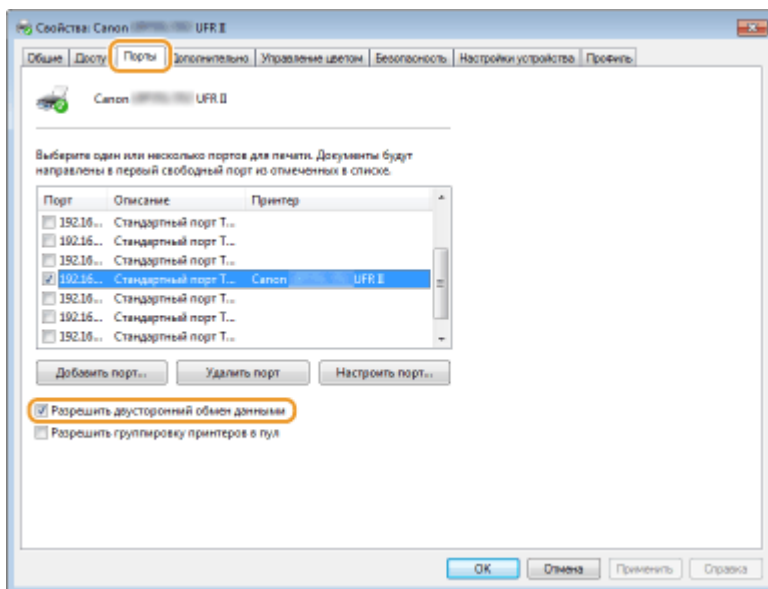 Свойства: Canon UFR II
Общие Доступ Порты Дополнительно Управление цветом Безопасность Настройки устройства Профиль
Canon UFR II
Выберите один или несколько портов для печати. Документы будут
направлены в первый свободный порт из отмеченных в списке.
Порт Описание Принтер
192.16... Стандартный порт T...
192.16... Стандартный порт T...
192.16... Стандартный порт T...
192.16... Стандартный порт T... Canon UFR II
192.16... Стандартный порт T...
192.16... Стандартный порт T...
192.16... Стандартный порт T...
Добавить порт... Удалить порт Настроить порт...
Разрешить двусторонний обмен данными
Разрешить группировку принтеров в пул
OK Отмена Применить Справка